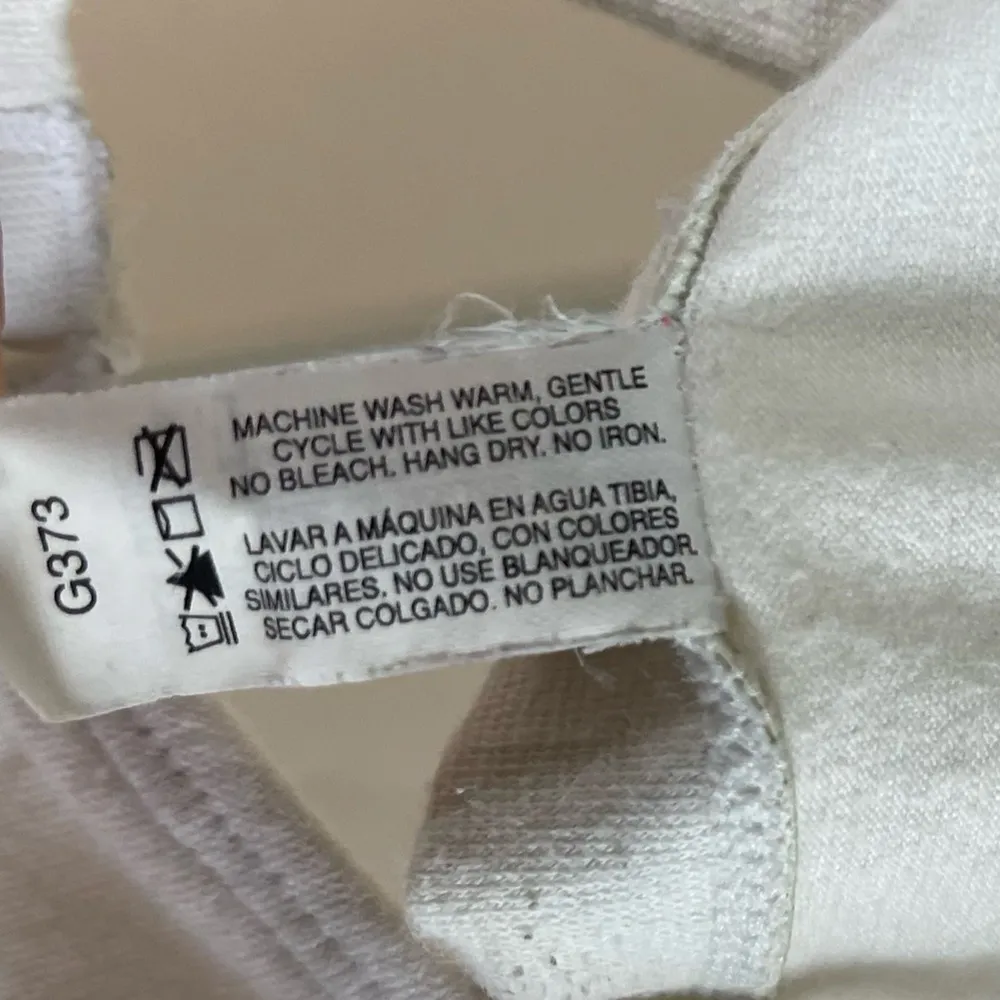 MACHINE WASH WARM, GENTLE
CYCLE WITH LIKE COLORS
NO BLEACH. HANG DRY. NO IRON.
LAVAR A MÁQUINA EN AGUA TIBIA,
CICLO DELICADO, CON COLORES
SIMILARES. NO USE BLANQUEADOR.
SECAR COLGADO. NO PLANCHAR.
G373